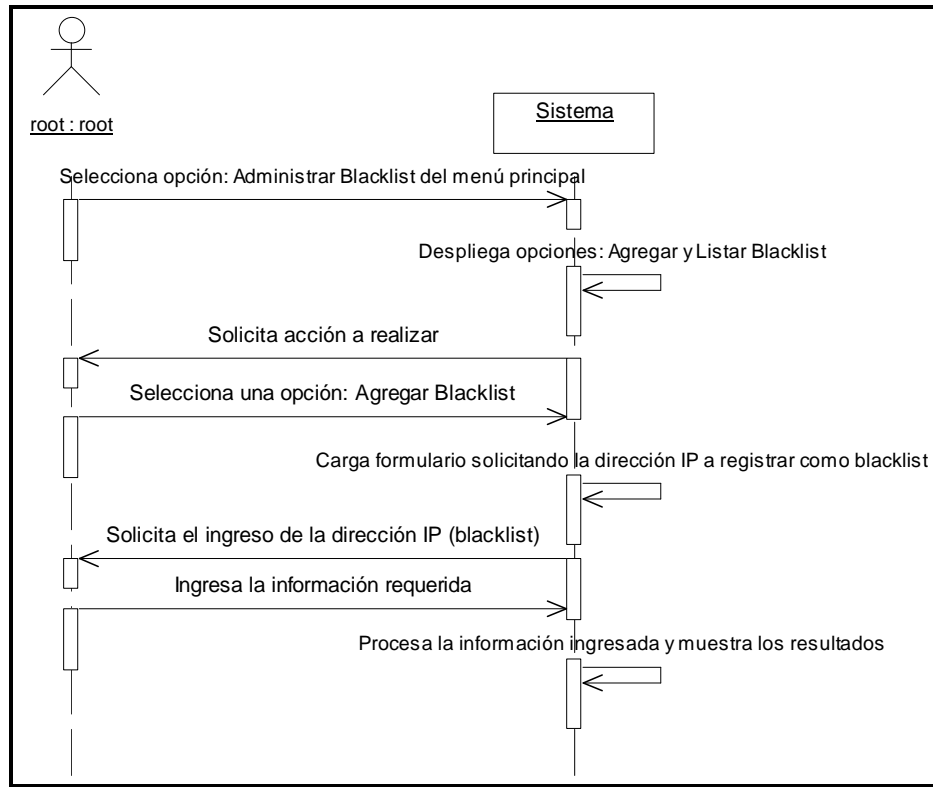 root : root
Sistema
Selecciona opción: Administrar Blacklist del menú principal
Despliega opciones: Agregar y Listar Blacklist
Solicita acción a realizar
Selecciona una opción: Agregar Blacklist
Carga formulario solicitando la dirección IP a registrar como blacklist
Solicita el ingreso de la dirección IP (blacklist)
Ingresa la información requerida
Procesa la información ingresada y muestra los resultados